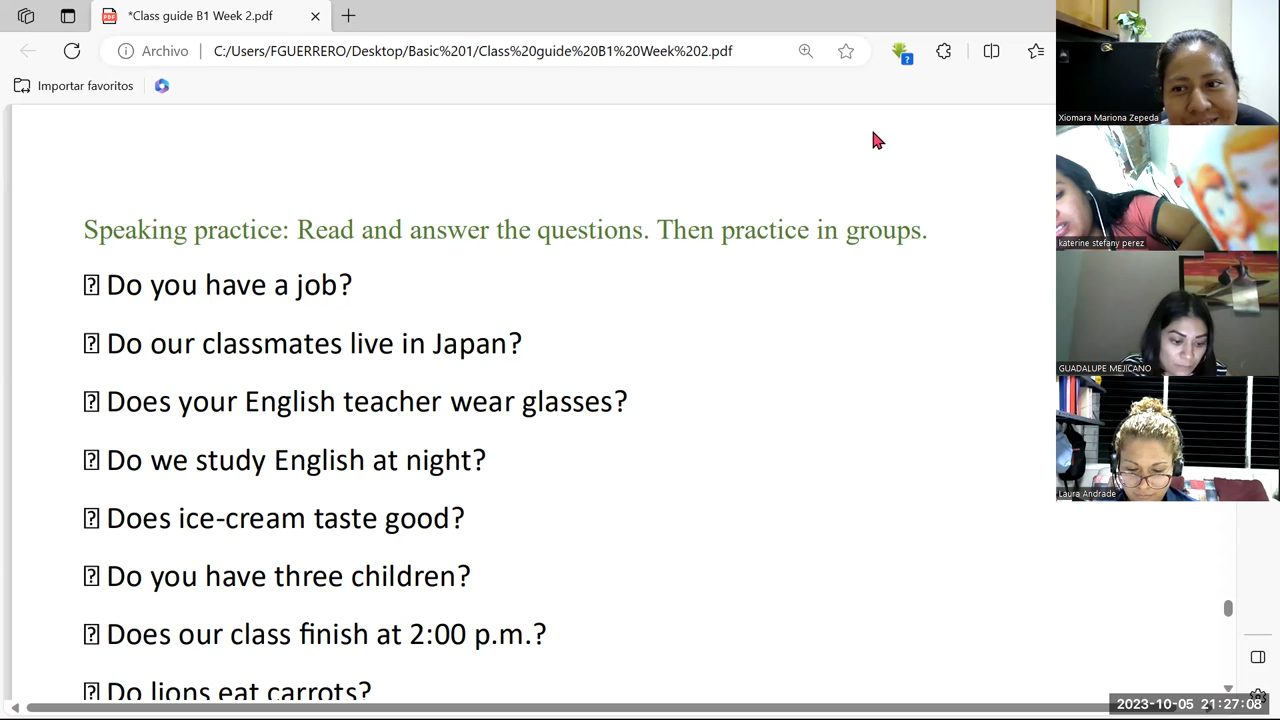 *Class guide B1 Week 2.pdf
Archivo
C:/Users/FGUERRERO/Desktop/Basic%201/Class%20guide%20B1%20Week%202.pdf
Importar favoritos
Speaking practice: Read and answer the questions. Then practice in groups.
Do you have a job?
Do our classmates live in Japan?
Does your English teacher wear glasses?
Do we study English at night?
Does ice-cream taste good?
Do you have three children?
Does our class finish at 2:00 p.m.?
Do lions eat carrots?
Xiomara Mariona Zepeda
katerine stefany perez
GUADALUPE MEJICANO
Laura Andrade
2023-10-05 21:27:08